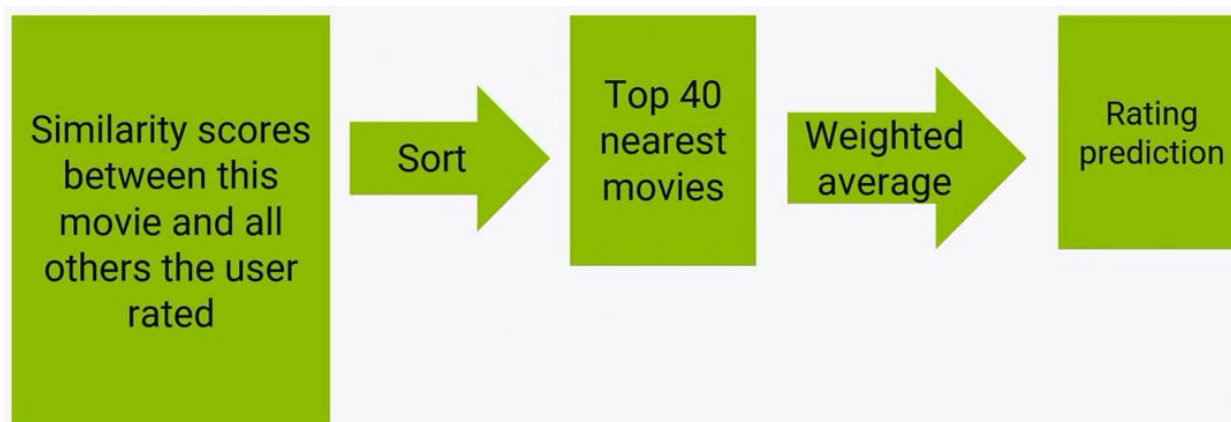 Similarity scores
between this
movie and all
others the user
rated
Sort
Top 40
nearest
movies
Weighted
average
Rating
prediction